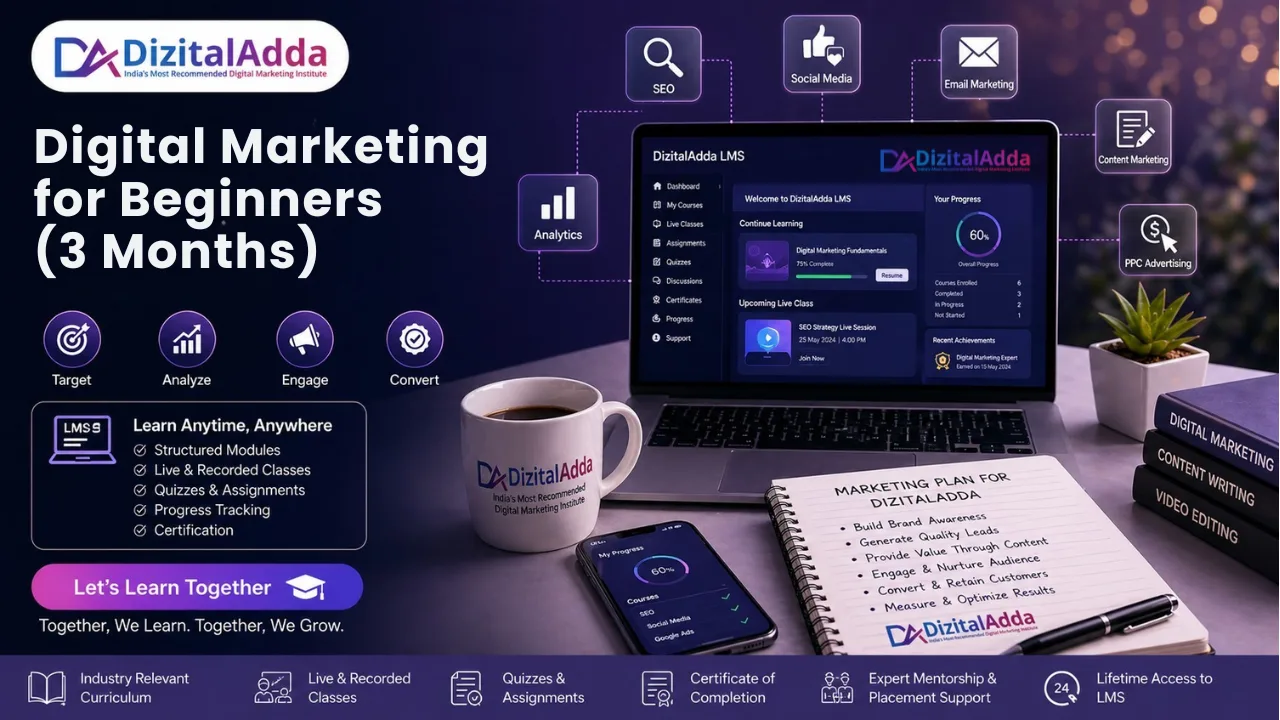 DizitalAdda
India's Most Recommended Digital Marketing Institute
Digital Marketing
for Beginners
(3 Months)
Target
Analyze
Engage
Convert
LMS
Learn Anytime, Anywhere
Structured Modules
Live & Recorded Classes
Quizzes & Assignments
Progress Tracking
Certification
Let's Learn Together
Together, We Learn. Together, We Grow.
SEO
Social Media
Email Marketing
Content Marketing
PPC Advertising
Analytics
DizitalAdda LMS
DizitalAdda
India's Most Recommended Digital Marketing Institute
Dashboard
My Courses
Live Classes
Assignments
Quizzes
Discussions
Certificates
Progress
Support
Welcome to DizitalAdda LMS
Continue Learning
Digital Marketing Fundamentals
75% Complete
Resume
Upcoming Live Class
SEO Strategy Live Session
25 May 2024 | 4:00 PM
Join Now
Your Progress
60%
Overall Progress
Courses Enrolled 6
Completed 3
In Progress 2
Not Started 1
Recent Achievements
Digital Marketing Expert
Earned on 15 May 2024
DizitalAdda
India's Most Recommended
Digital Marketing Institute
My Progress
60%
Courses
SEO
Social Media
Google Ads
MARKETING PLAN FOR
DIZITALADDA
• Build Brand Awareness
• Generate Quality Leads
• Provide Value Through Content
• Engage & Nurture Audience
• Convert & Retain Customers
• Measure & Optimize Results
DizitalAdda
India's Most Recommended Digital Marketing Institute
DIGITAL MARKETING
CONTENT WRITING
VIDEO EDITING
Industry Relevant
Curriculum
Live & Recorded
Classes
Quizzes &
Assignments
Certificate of
Completion
Expert Mentorship &
Placement Support
24
Lifetime Access to
LMS